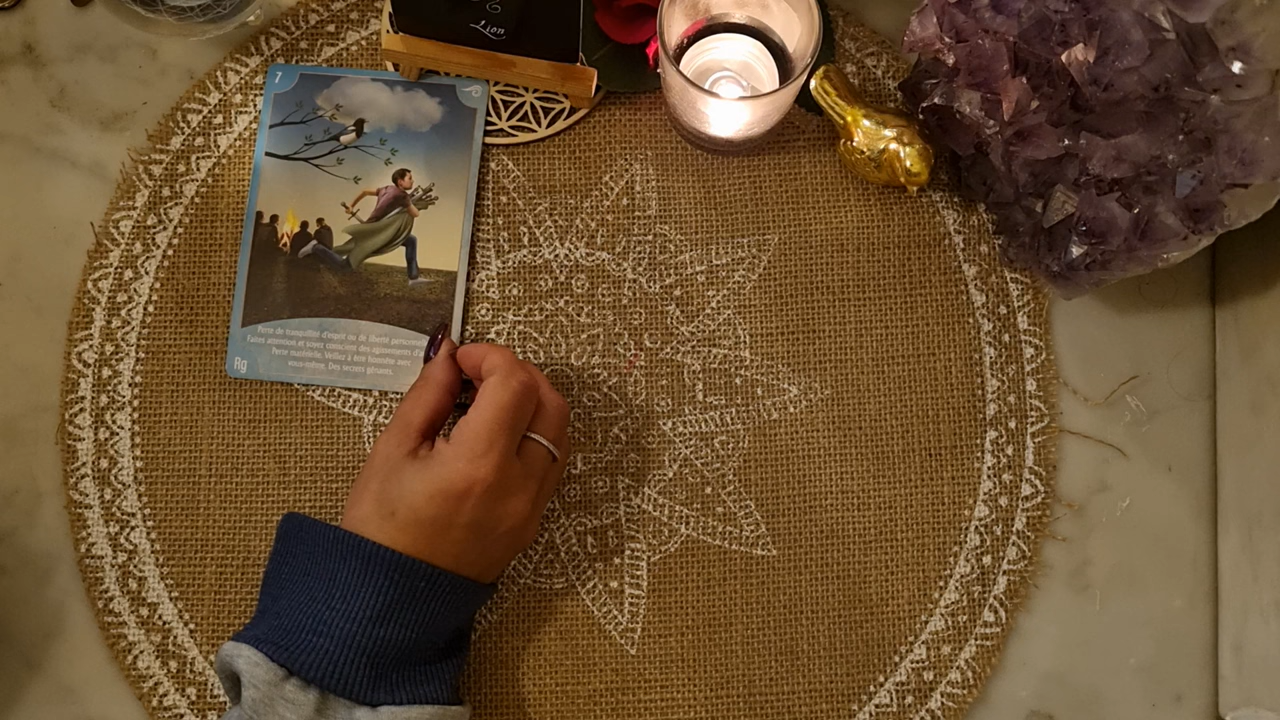 Lion
7
Perte de tranquillité d'esprit ou de liberté personnelle
Faites attention et soyez conscient des agissements d'au
Perte matérielle. Veillez à être honnête avec
vous-même. Des secrets gênants.
Rg